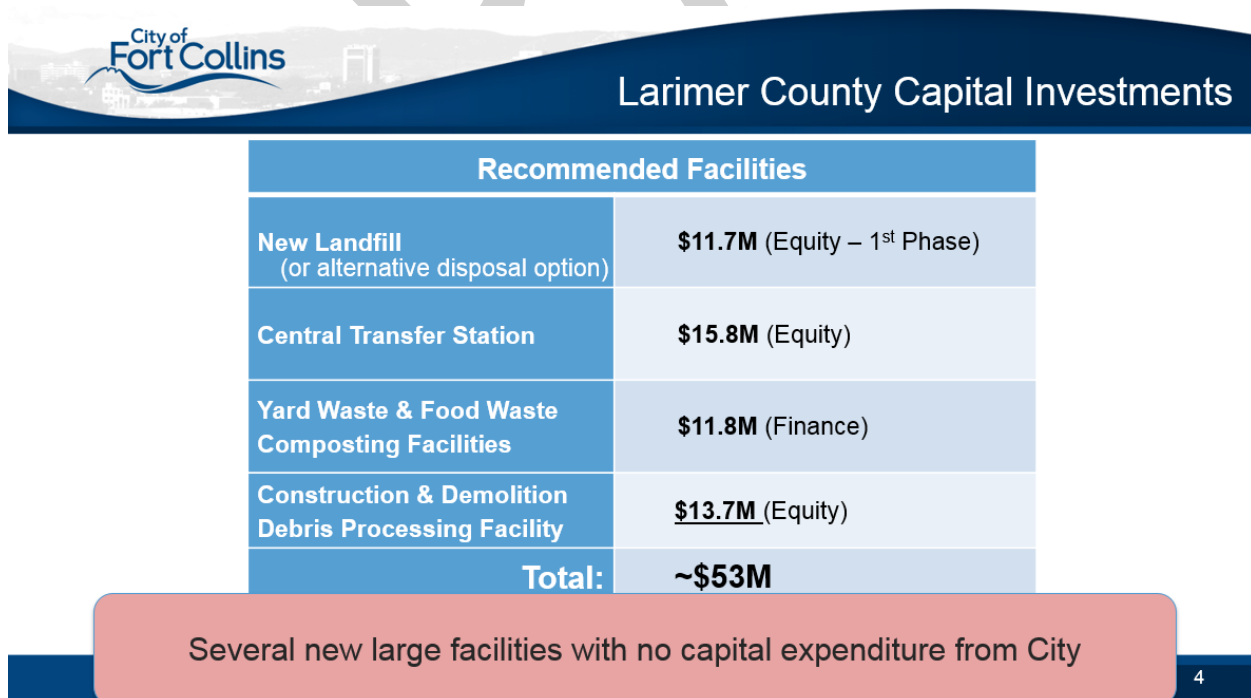 City of
Fort Collins
Larimer County Capital Investments
Recommended Facilities
New Landfill
(or alternative disposal option)
$11.7M (Equity – 1st Phase)
Central Transfer Station
$15.8M (Equity)
Yard Waste & Food Waste
Composting Facilities
$11.8M (Finance)
Construction & Demolition
Debris Processing Facility
$13.7M (Equity)
Total:
~$53M
Several new large facilities with no capital expenditure from City
4